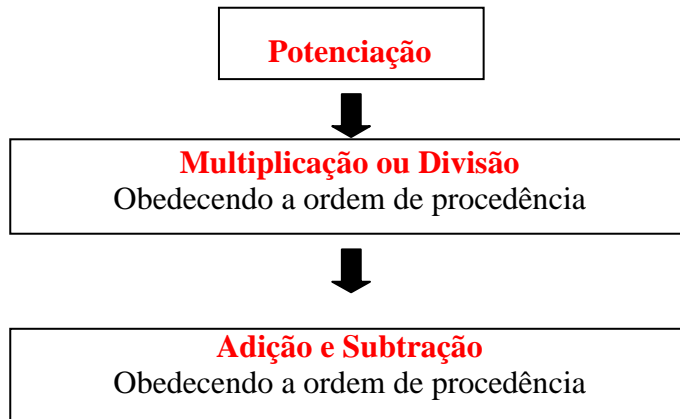 Potenciação
Multiplicação ou Divisão
Obedecendo a ordem de procedência
Adição e Subtração
Obedecendo a ordem de procedência